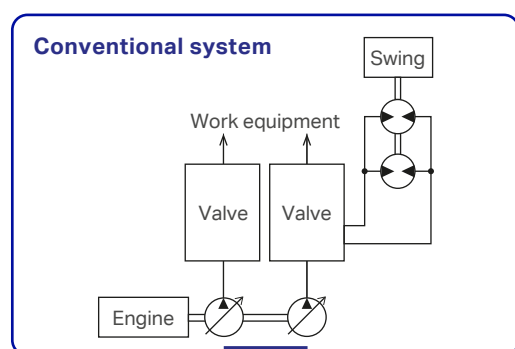 Conventional system
Swing
Work equipment
Valve
Valve
Engine